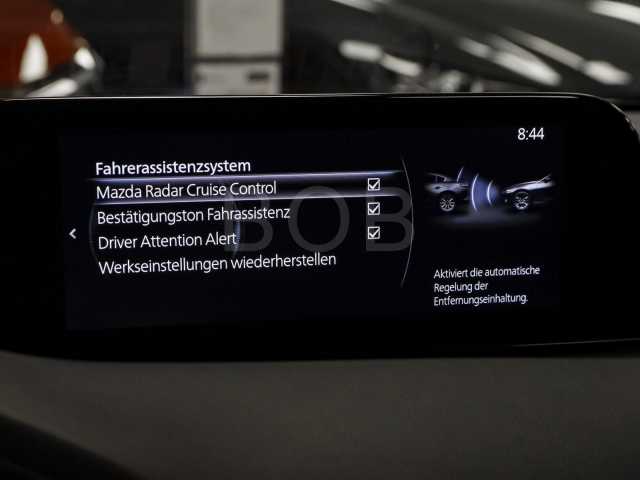 8:44
Fahrerassistenzsystem
Mazda Radar Cruise Control
Bestätigungston Fahrassistenz
Driver Attention Alert
Werkseinstellungen wiederherstellen
BOB
Aktiviert die automatische
Regelung der
Entfernungseinhaltung.